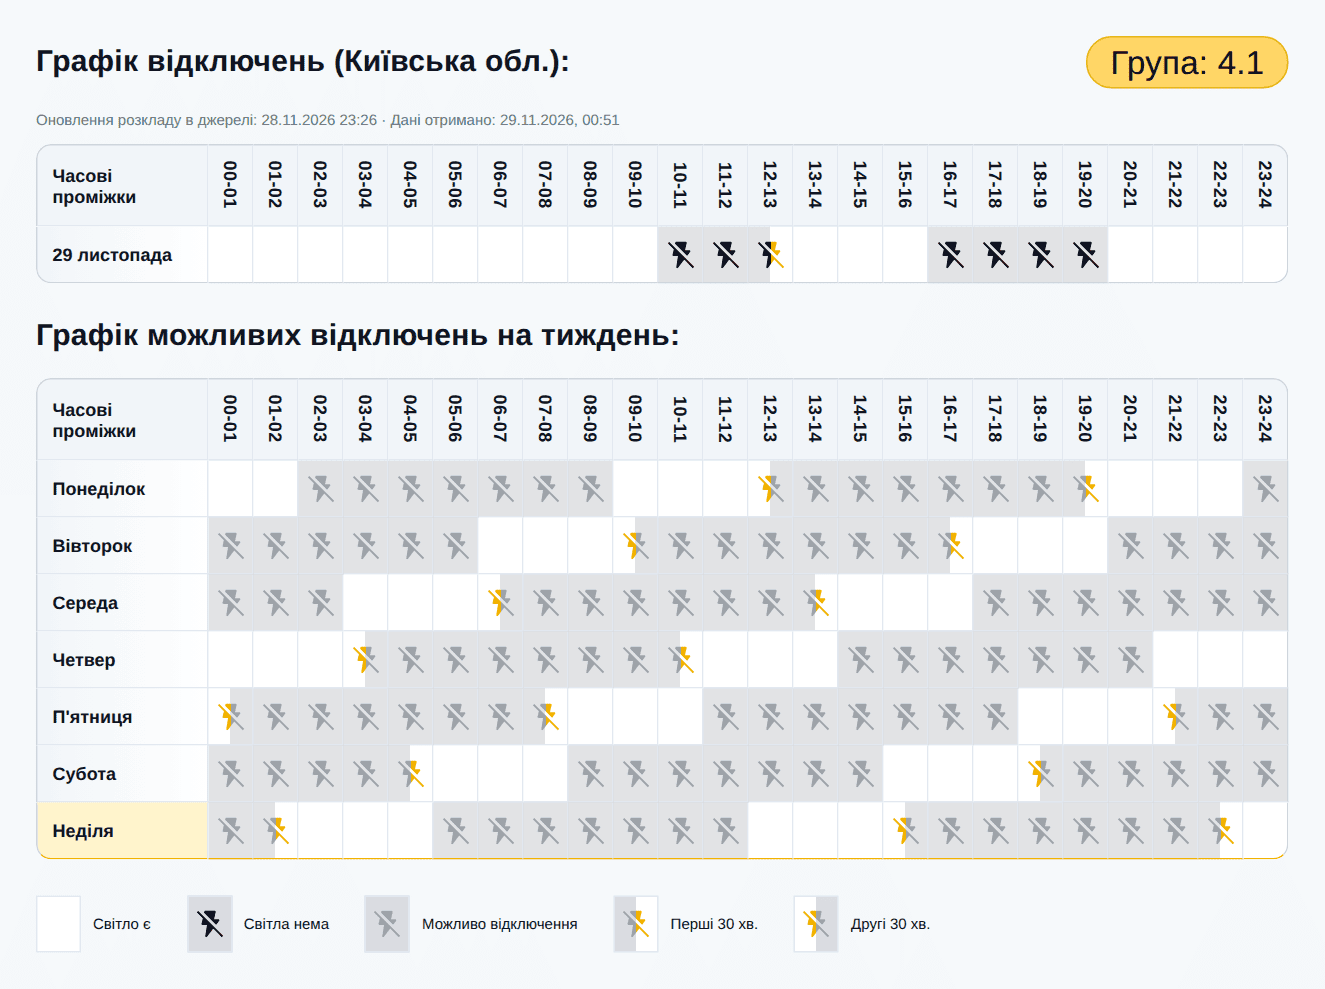 Графік відключень (Київська обл.):
Група: 4.1
Оновлення розкладу в джерелі: 28.11.2026 23:26 · Дані отримано: 29.11.2026, 00:51
Часові
проміжки
00-01 01-02 02-03 03-04 04-05 05-06 06-07 07-08 08-09 09-10 10-11 11-12 12-13 13-14 14-15 15-16 16-17 17-18 18-19 19-20 20-21 21-22 22-23 23-24
29 листопада
Графік можливих відключень на тиждень:
Часові
проміжки
00-01 01-02 02-03 03-04 04-05 05-06 06-07 07-08 08-09 09-10 10-11 11-12 12-13 13-14 14-15 15-16 16-17 17-18 18-19 19-20 20-21 21-22 22-23 23-24
Понеділок
Вівторок
Середа
Четвер
П'ятниця
Субота
Неділя
Світло є
Світла нема
Можливо відключення
Перші 30 хв.
Другі 30 хв.